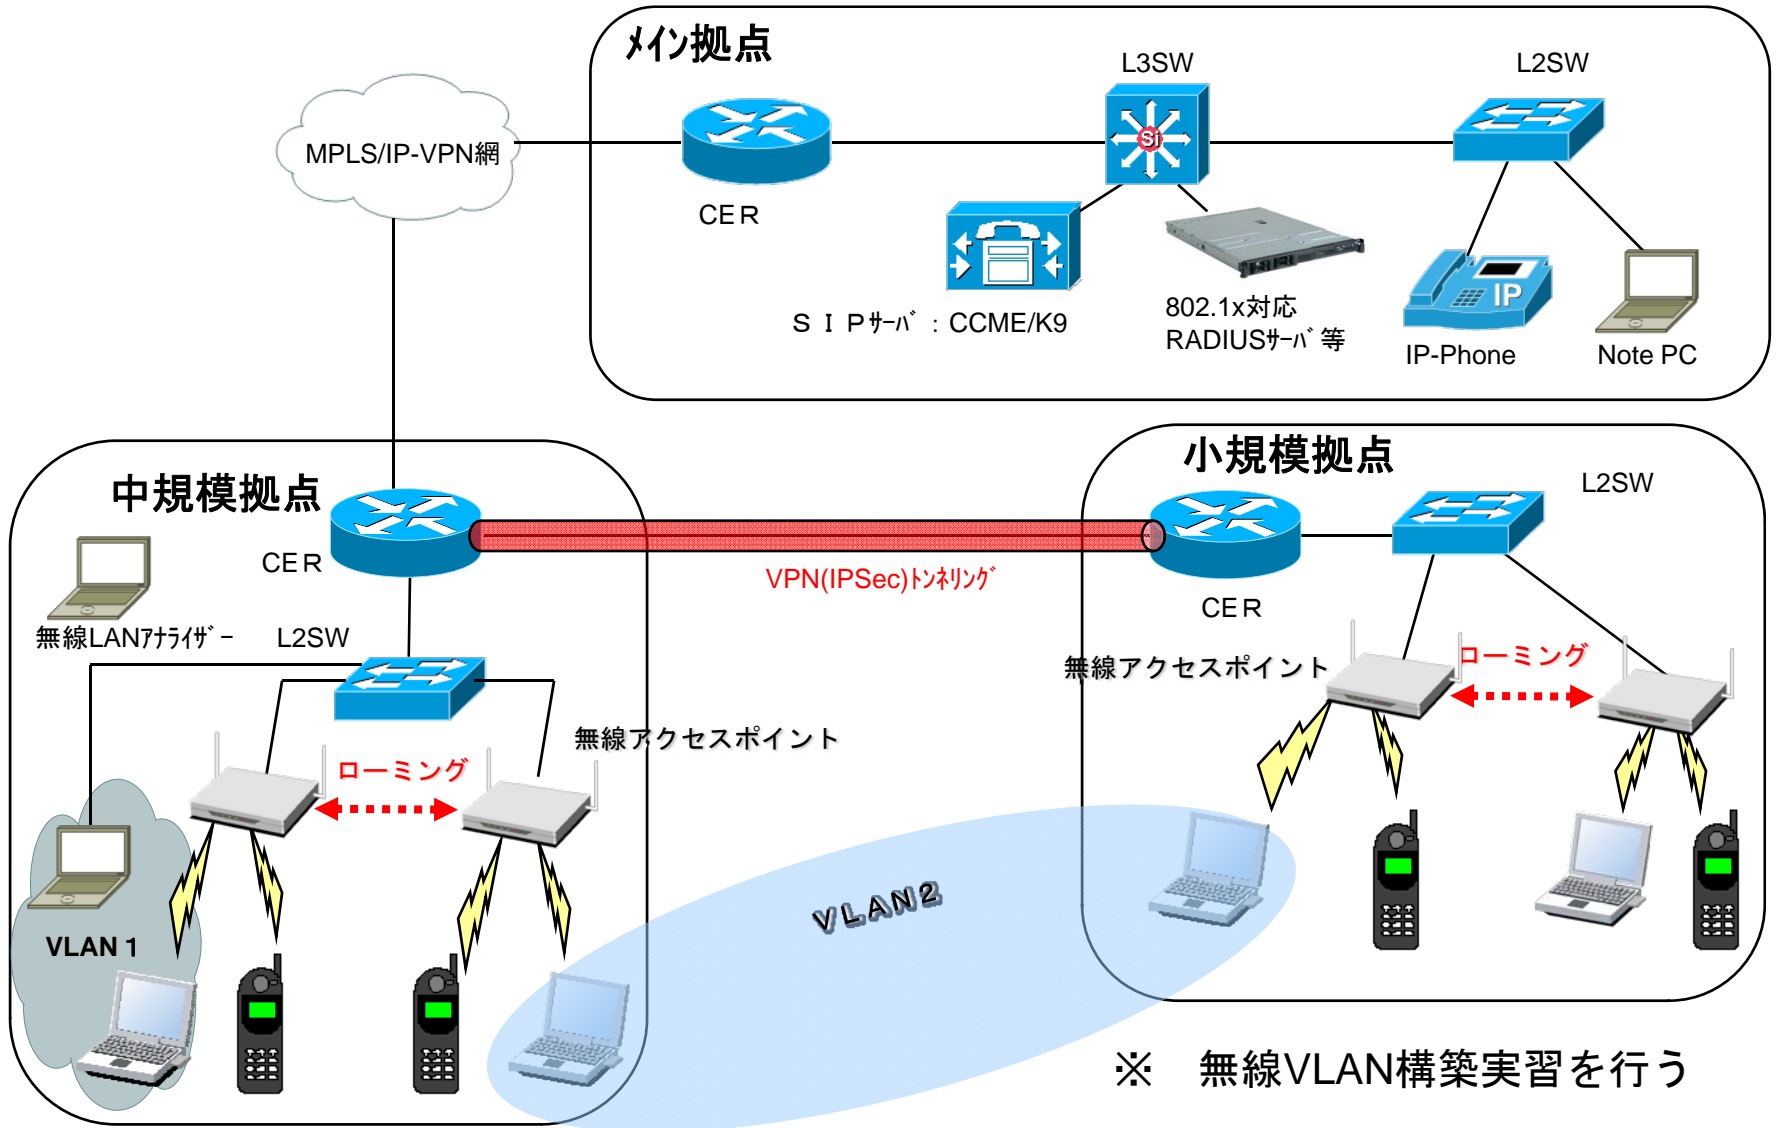 ﾒｲﾝ拠点
L3SW
L2SW
MPLS/IP-VPN網
ＣＥＲ
ＳＩＰｻｰﾊﾞ：CCME/K9
802.1x対応
RADIUSｻｰﾊﾞ等
IP
IP-Phone
Note PC
Si
中規模拠点
ＣＥＲ
無線LANｱﾅﾗｲｻﾞｰ
L2SW
VPN(IPSec)ﾄﾝﾈﾘﾝｸﾞ
小規模拠点
L2SW
ＣＥＲ
無線アクセスポイント
ローミング
無線アクセスポイント
ローミング
VLAN 1
ＶＬＡＮ２
※　無線VLAN構築実習を行う